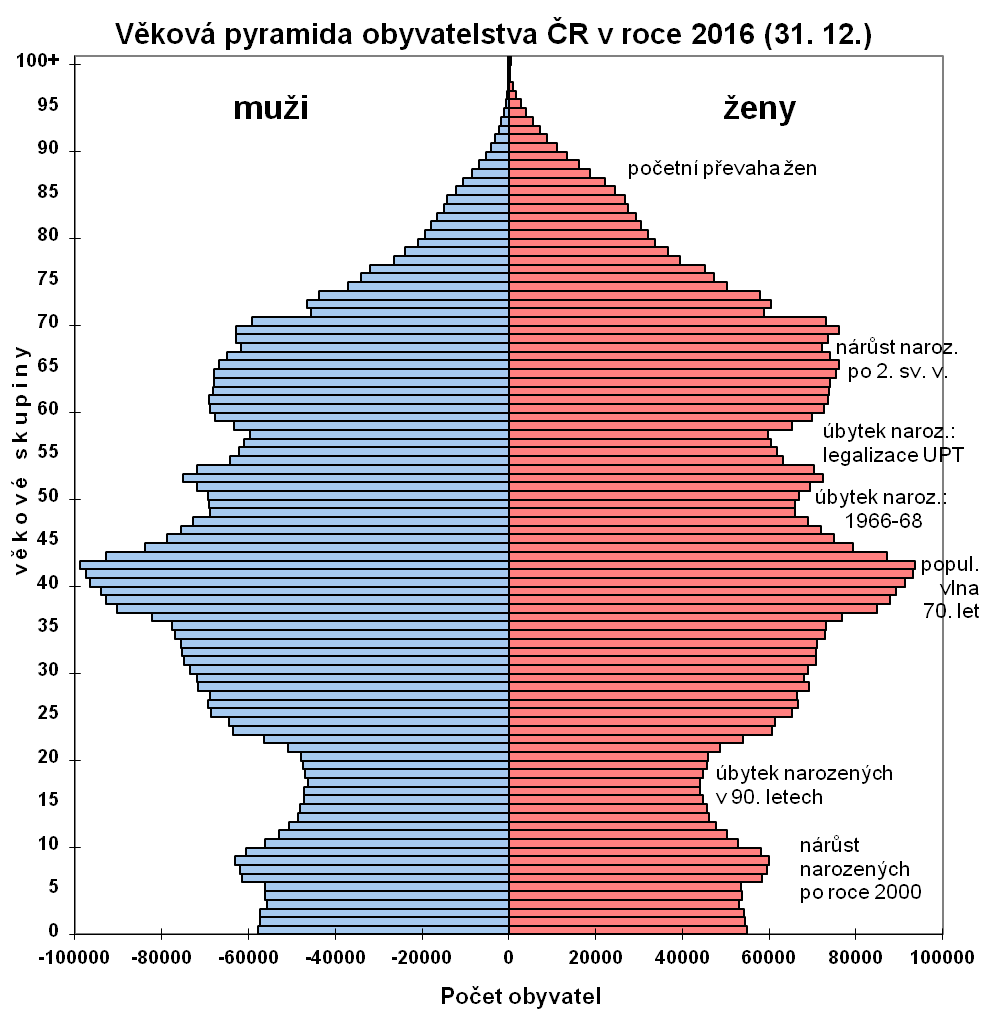 Věková pyramida obyvatelstva ČR v roce 2016 (31. 12.)
muži
ženy
početní převaha žen
nárůst naroz.
po 2. sv. v.
úbytek naroz.:
legalizace UPT
úbytek naroz.:
1966-68
popul.
vlna
70. let
úbytek narozených
v 90. letech
nárůst
narozených
po roce 2000
věkové skupiny
100+
95
90
85
80
75
70
65
60
55
50
45
40
35
30
25
20
15
10
5
0
-100000 -80000 -60000 -40000 -20000 0 20000 40000 60000 80000 100000
Počet obyvatel